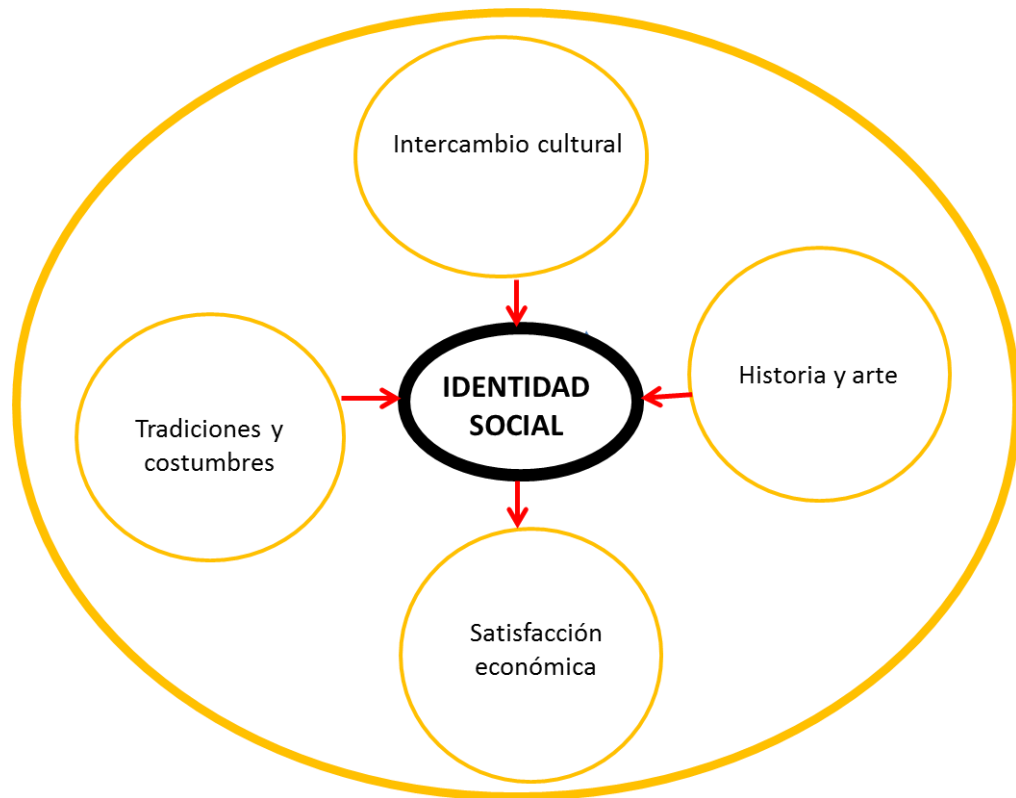 Intercambio cultural
Historia y arte
IDENTIDAD
SOCIAL
Tradiciones y
costumbres
Satisfacción
económica